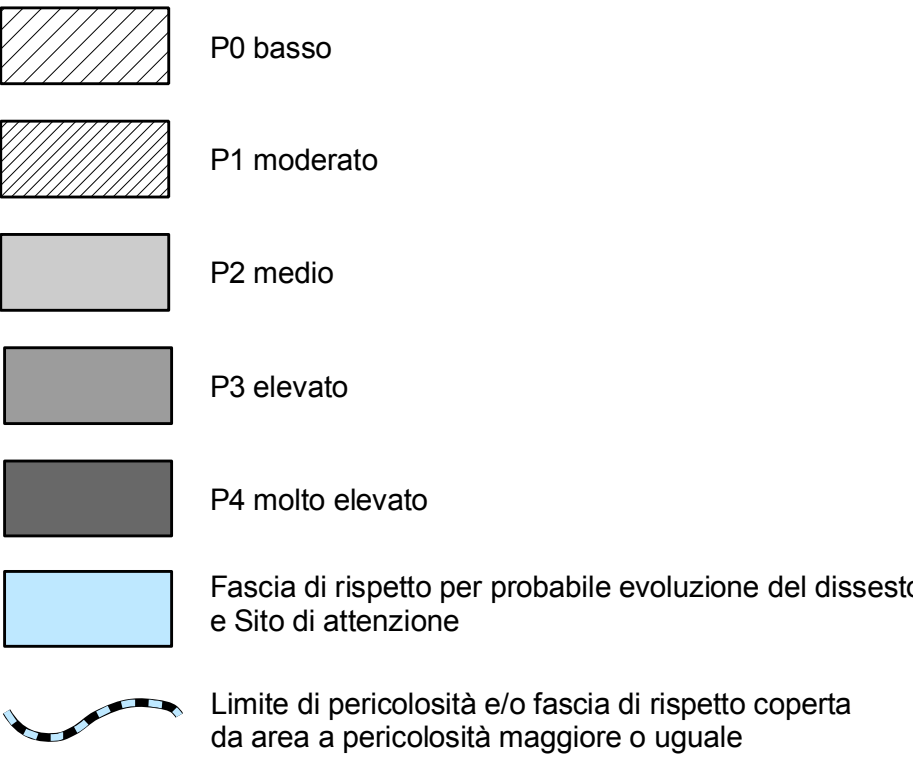 P0 basso
P1 moderato
P2 medio
P3 elevato
P4 molto elevato
Fascia di rispetto per probabile evoluzione del dissesto
e Sito di attenzione
Limite di pericolosità e/o fascia di rispetto coperta
da area a pericolosità maggiore o uguale